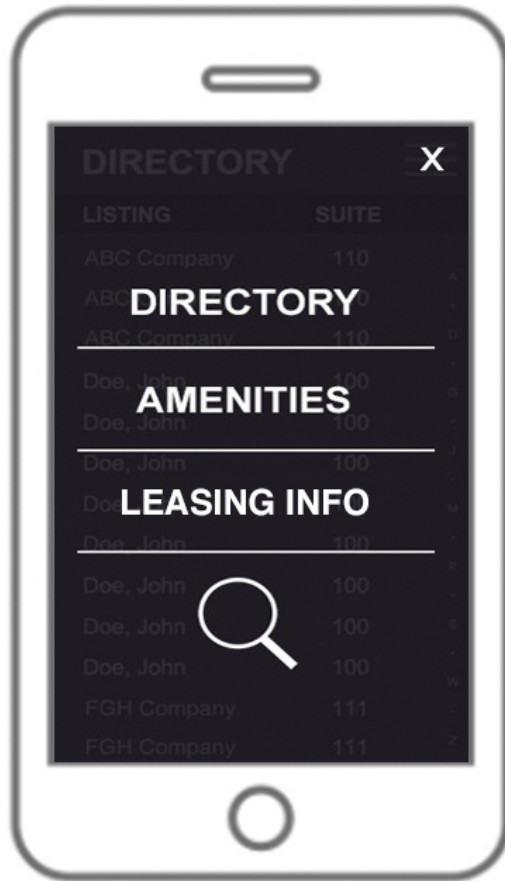 DIRECTORY X
LISTING SUITE
ABC Company 110
DIRECTORY
ABC Company 110
Doe, John 100
AMENITIES
Doe, John 100
Doe, John 100
LEASING INFO
Doe, John 100
Doe, John 100
Doe, John 100
Doe, John 100
FGH Company 111
FGH Company 111
A
D
G
J
M
P
S
W
Z